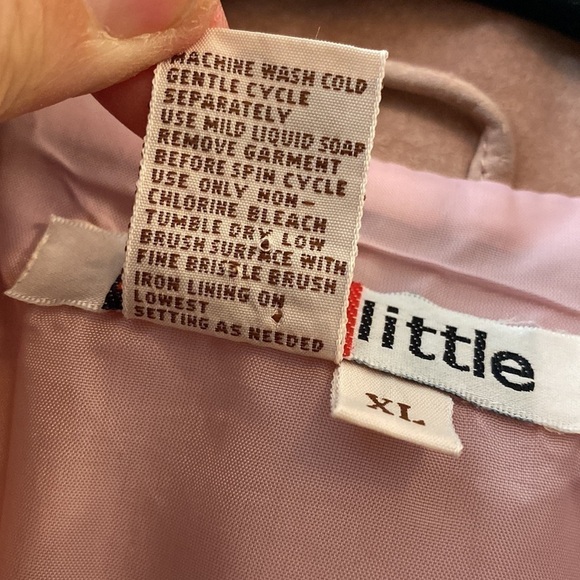 MACHINE WASH COLD
GENTLE CYCLE
SEPARATELY
USE MILD LIQUID SOAP
REMOVE GARMENT
BEFORE SPIN CYCLE
USE ONLY NON-
CHLORINE BLEACH
TUMBLE DRY LOW
BRUSH SURFACE WITH
FINE BRISSLE BRUSH
IRON LINING ON
LOWEST
SETTING AS NEEDED
little
XL